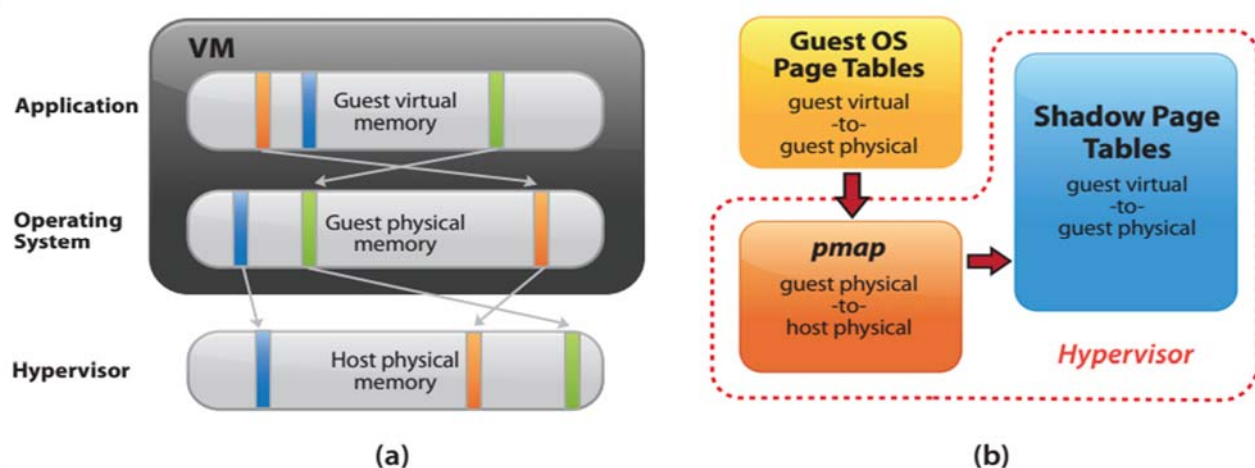 VM
Application
Guest virtual
memory
Operating
System
Guest physical
memory
Hypervisor
Host physical
memory
(a)
Guest OS
Page Tables
guest virtual
-to-
guest physical
pmap
guest physical
-to-
host physical
Shadow Page
Tables
guest virtual
-to-
guest physical
Hypervisor
(b)